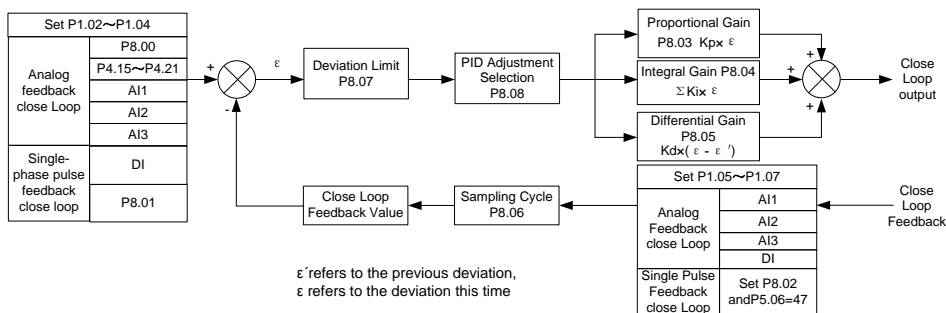 Set P1.02～P1.04
Analog
feedback
close Loop
P8.00
P4.15～P4.21
AI1
AI2
AI3
Single-
phase pulse
feedback
close loop
DI
P8.01
+
-
ε
Deviation Limit
P8.07
PID Adjustment
Selection
P8.08
Proportional Gain
P8.03 Kp× ε
Integral Gain P8.04
Σ Ki× ε
Differential Gain
P8.05
Kd×( ε - ε′)
+
+
+
Close
Loop
output
Close Loop
Feedback Value
Sampling Cycle
P8.06
Set P1.05～P1.07
Analog
Feedback
close Loop
AI1
AI2
AI3
DI
Single Pulse
Feedback
close Loop
Set P8.02
andP5.06=47
Close
Loop
Feedback
ε′refers to the previous deviation,
ε refers to the deviation this time